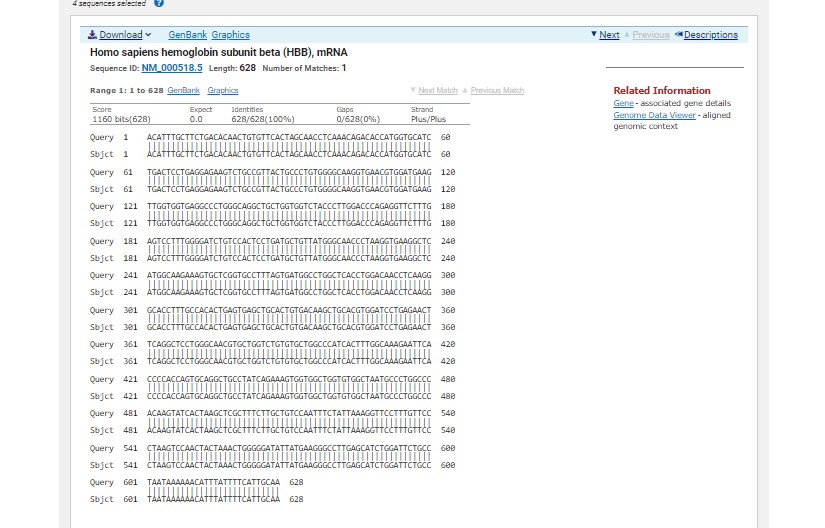 4 sequences selected ?
Download GenBank Graphics Next Previous Descriptions
Homo sapiens hemoglobin subunit beta (HBB), mRNA
Sequence ID: NM_000518.5 Length: 628 Number of Matches: 1
Range 1: 1 to 628 GenBank Graphics Next Match Previous Match
Score Expect Identities Gaps Strand
1160 bits(628) 0.0 628/628(100%) 0/628(0%) Plus/Plus
Query 1 ACATTTGCTTCTGACACAACTGTGTTCACTAGCAACCTCAAACAGACACCATGGTGCATC 60
Sbjct 1 ACATTTGCTTCTGACACAACTGTGTTCACTAGCAACCTCAAACAGACACCATGGTGCATC 60
Query 61 TGACTCCTGAGGAGAAGTCTGCCGTTACTGCCCTGTGGGGCAAGGTGAACGTGGATGAAG 120
Sbjct 61 TGACTCCTGAGGAGAAGTCTGCCGTTACTGCCCTGTGGGGCAAGGTGAACGTGGATGAAG 120
Query 121 TTGGTGGTGAGGCCCTGGGCAGGCTGCTGGTGGTCTACCCTTGGACCCAGAGGTTCTTTG 180
Sbjct 121 TTGGTGGTGAGGCCCTGGGCAGGCTGCTGGTGGTCTACCCTTGGACCCAGAGGTTCTTTG 180
Query 181 AGTCCTTTGGGGATCTGTCCACTCCTGATGCTGTTATGGGCAACCCTAAGGTGAAGGCTC 240
Sbjct 181 AGTCCTTTGGGGATCTGTCCACTCCTGATGCTGTTATGGGCAACCCTAAGGTGAAGGCTC 240
Query 241 ATGGCAAGAAAGTGCTCGGTGCCTTTAGTGATGGCCTGGCTCACCTGGACAACCTCAAGG 300
Sbjct 241 ATGGCAAGAAAGTGCTCGGTGCCTTTAGTGATGGCCTGGCTCACCTGGACAACCTCAAGG 300
Query 301 GCACCTTTGCCACACTGAGTGAGCTGCACTGTGACAAGCTGCACGTGGATCCTGAGAACT 360
Sbjct 301 GCACCTTTGCCACACTGAGTGAGCTGCACTGTGACAAGCTGCACGTGGATCCTGAGAACT 360
Query 361 TCAGGCTCCTGGGCAACGTGCTGGTCTGTGTGCTGGCCCATCACTTTGGCAAAGAATTCA 420
Sbjct 361 TCAGGCTCCTGGGCAACGTGCTGGTCTGTGTGCTGGCCCATCACTTTGGCAAAGAATTCA 420
Query 421 CCCCACCAGTGCAGGCTGCCTATCAGAAAGTGGTGGCTGGTGTGGCTAATGCCCTGGCCC 480
Sbjct 421 CCCCACCAGTGCAGGCTGCCTATCAGAAAGTGGTGGCTGGTGTGGCTAATGCCCTGGCCC 480
Query 481 ACAAGTATCACTAAGCTCGCTTTCTTGCTGTCCAATTTCTATTAAAGGTTCCTTTGTTCC 540
Sbjct 481 ACAAGTATCACTAAGCTCGCTTTCTTGCTGTCCAATTTCTATTAAAGGTTCCTTTGTTCC 540
Query 541 CTAAGTCCAACTACTAAACTGGGGGATATTATGAAGGGCCTTGAGCATCTGGATTCTGCC 600
Sbjct 541 CTAAGTCCAACTACTAAACTGGGGGATATTATGAAGGGCCTTGAGCATCTGGATTCTGCC 600
Query 601 TAATAAAAAACATTTATTTTCATTGCAA 628
Sbjct 601 TAATAAAAAACATTTATTTTCATTGCAA 628
Related Information
Gene - associated gene details
Genome Data Viewer - aligned
genomic context